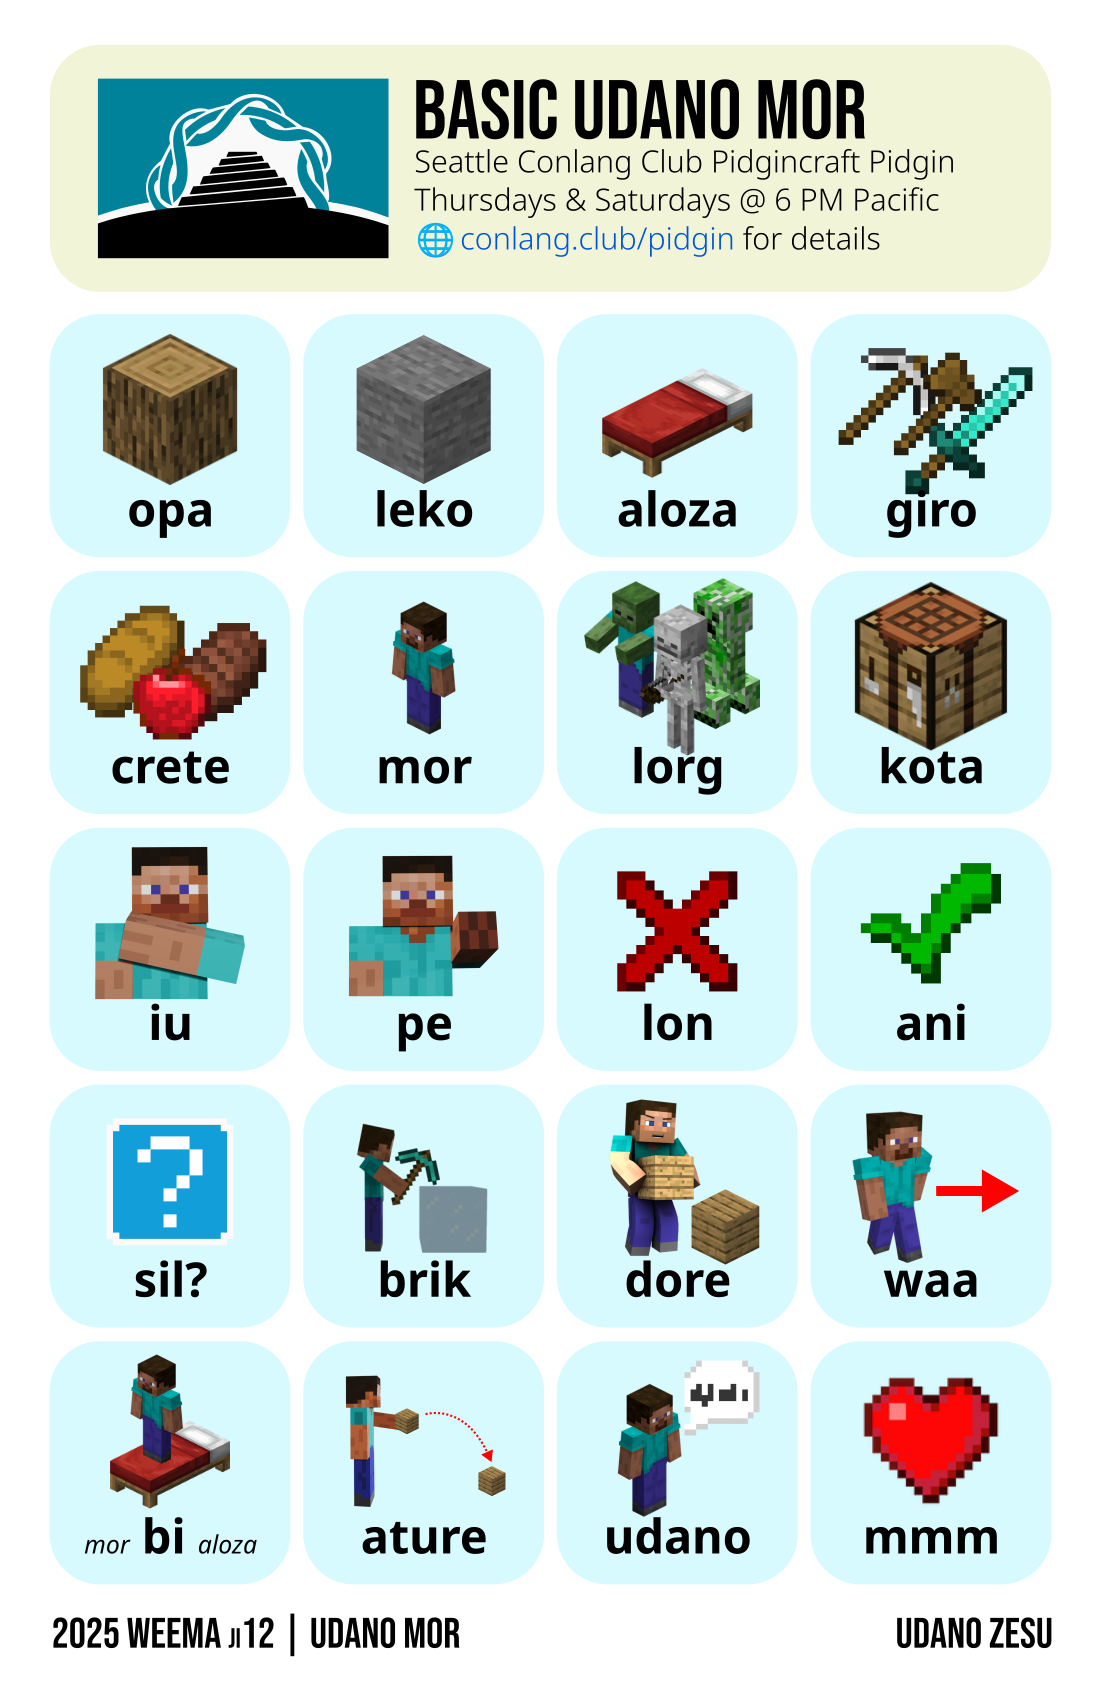 BASIC UDANO MOR
Seattle Conlang Club Pidgincraft Pidgin
Thursdays & Saturdays @ 6 PM Pacific
🌐 conlang.club/pidgin for details
opa
leko
aloza
giro
crete
mor
lorg
kota
iu
pe
lon
ani
sil?
brik
dore
waa
mor bi aloza
ature
udano
mmm
2025 WEEMA JI12 | UDANO MOR
UDANO ZESU